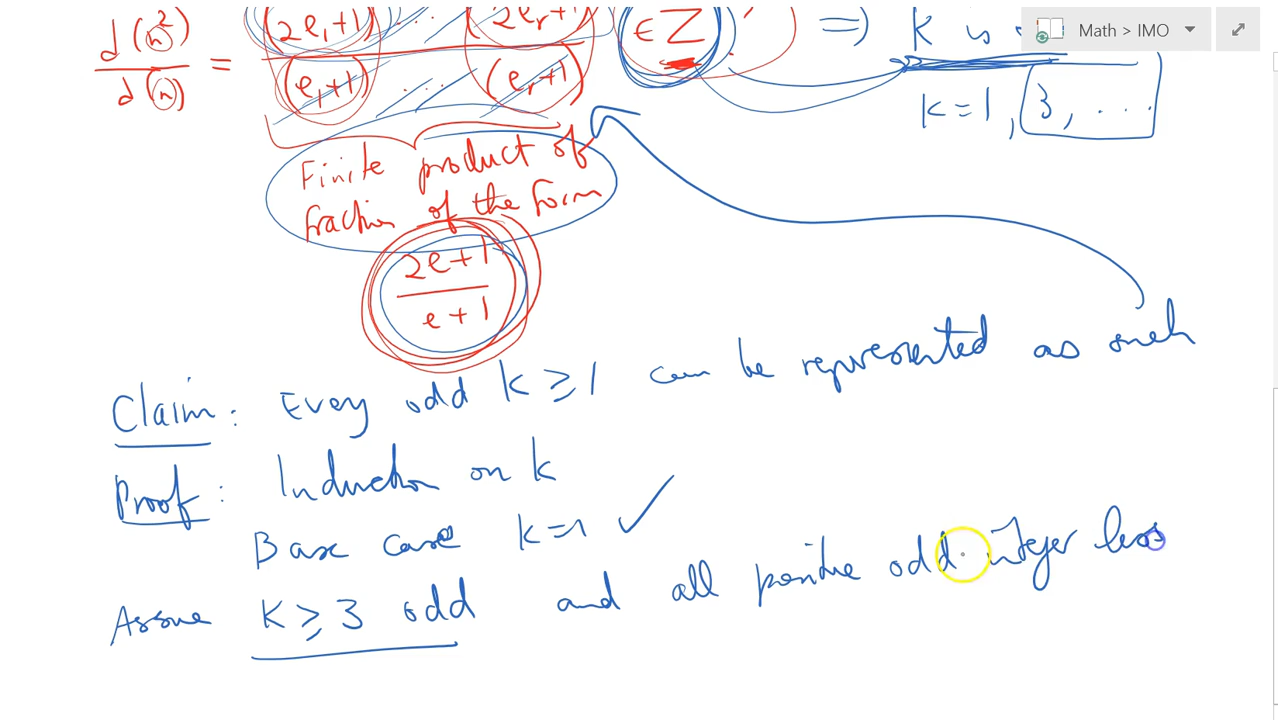 d(n²) / d(n) = (2e₁+1) ... (2eᵣ+1) / (e₁+1) ... (eᵣ+1) ∈ Z => k is
Math > IMO
k=1, 3, ...
Finite product of
fraction of the form
2e+1 / e+1
Claim: Every odd k ≥ 1 can be represented as such
Proof: Induction on k
Base case k=1 ✓
Assue k ≥ 3 odd and all positive odd integer less